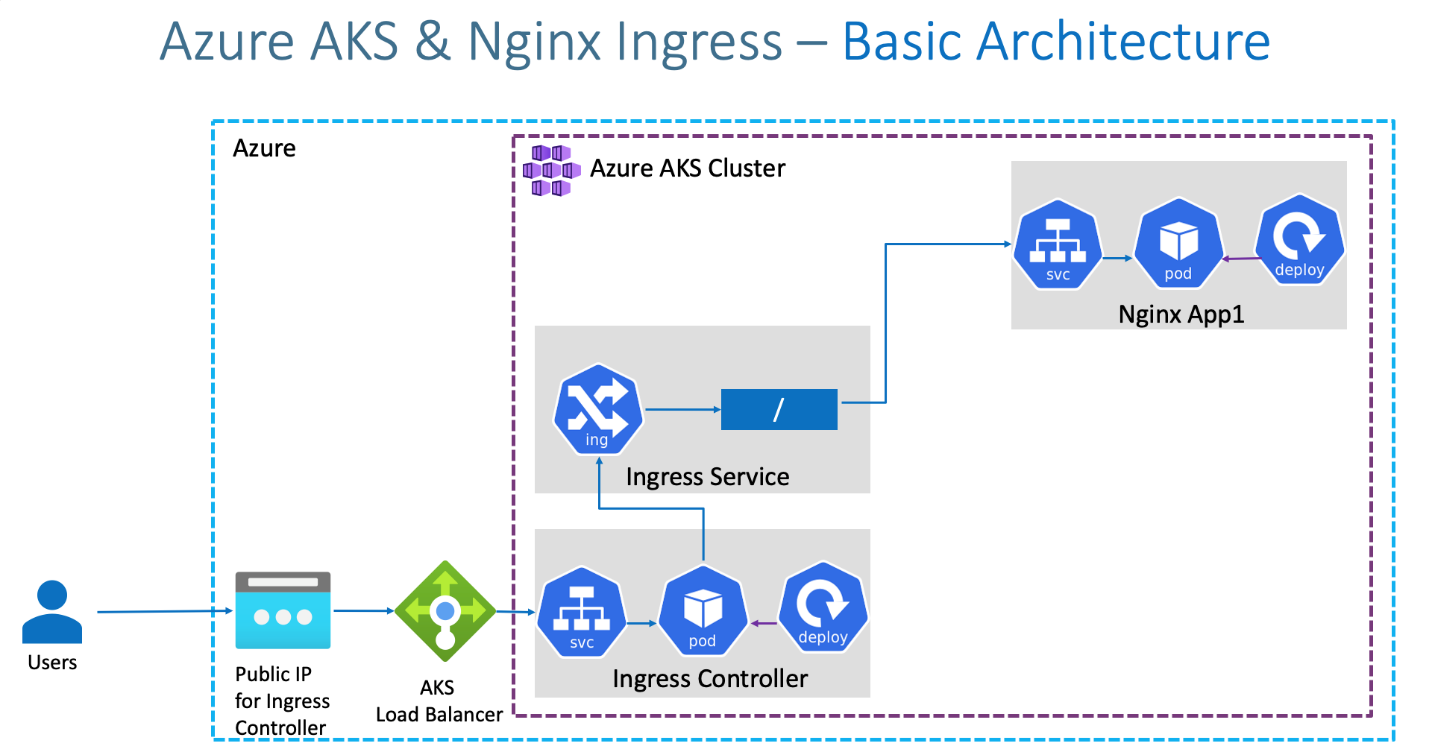 Azure AKS & Nginx Ingress – Basic Architecture
Azure
Azure AKS Cluster
svc
pod
deploy
Nginx App1
ing
/
Ingress Service
svc
pod
deploy
Ingress Controller
Users
Public IP
for Ingress
Controller
AKS
Load Balancer